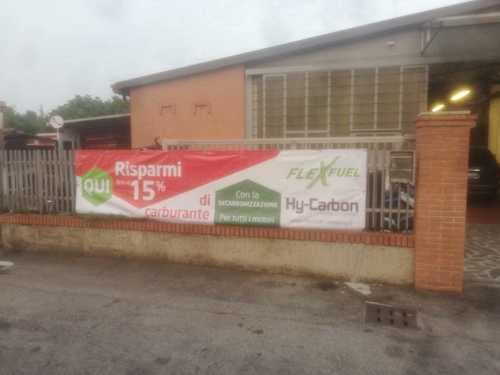 QUI
Risparmi
15%
di
carburante
Con la
DECARBONIZZAZIONE
Per tutti i motori
FLEXFUEL
Hy-Carbon